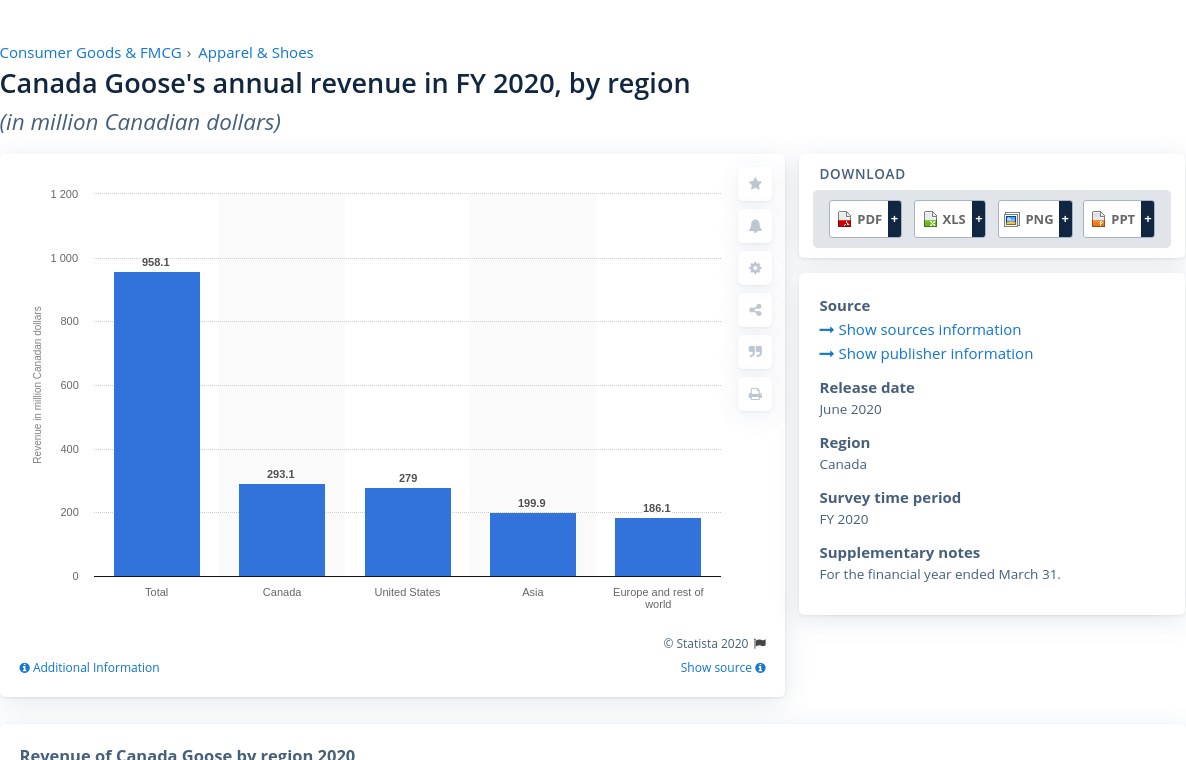 Consumer Goods & FMCG › Apparel & Shoes
Canada Goose's annual revenue in FY 2020, by region
(in million Canadian dollars)
1 200
1 000
800
600
400
200
0
Revenue in million Canadan dollars
958.1
293.1
279
199.9
186.1
Total
Canada
United States
Asia
Europe and rest of
world
© Statista 2020
Additional Information
Show source
DOWNLOAD
PDF +
XLS +
PNG +
PPT +
Source
Show sources information
Show publisher information
Release date
June 2020
Region
Canada
Survey time period
FY 2020
Supplementary notes
For the financial year ended March 31.
Revenue of Canada Goose by region 2020